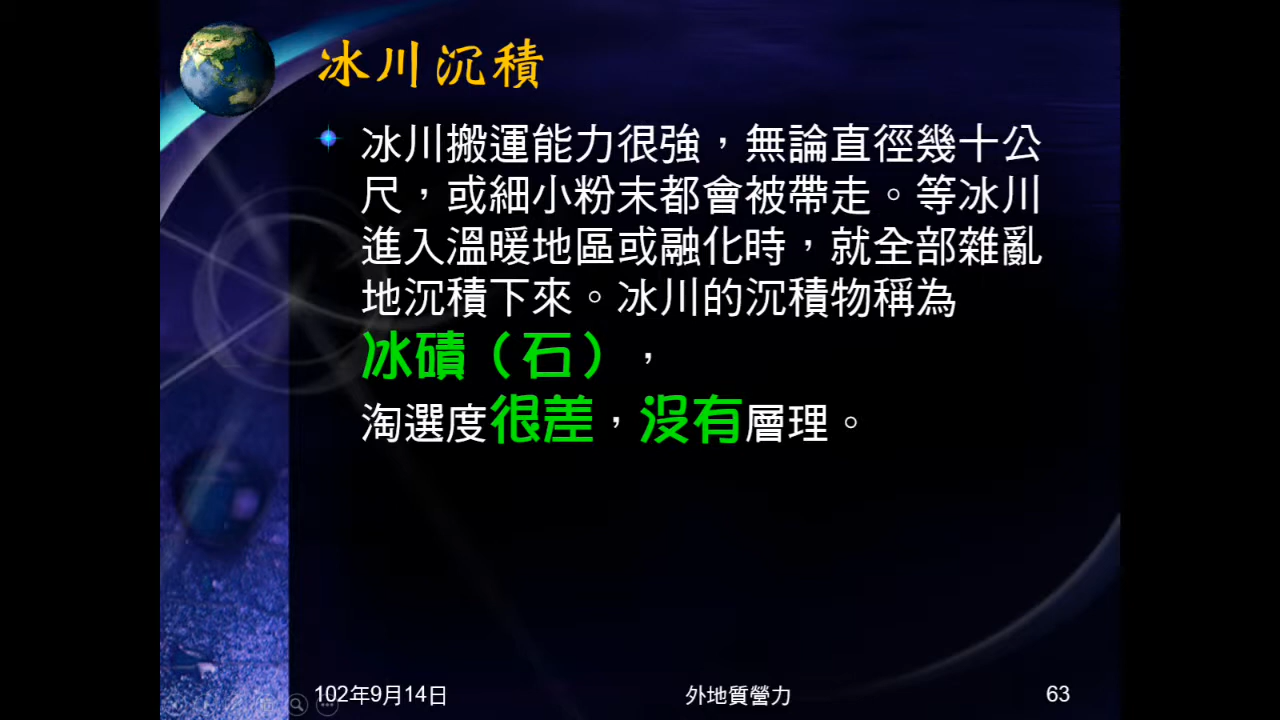 冰川沉積
冰川搬運能力很強，無論直徑幾十公
尺，或細小粉末都會被帶走。等冰川
進入溫暖地區或融化時，就全部雜亂
地沉積下來。冰川的沉積物稱為
冰磧（石），
淘選度很差，沒有層理。
102年9月14日
外地質營力
63